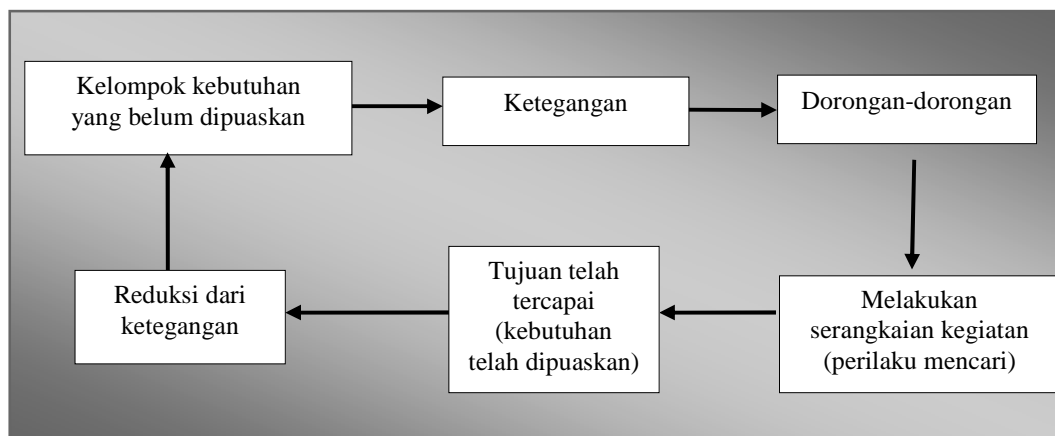 Kelompok kebutuhan
yang belum dipuaskan
Ketegangan
Dorongan-dorongan
Melakukan
serangkaian kegiatan
(perilaku mencari)
Tujuan telah
tercapai
(kebutuhan
telah dipuaskan)
Reduksi dari
ketegangan